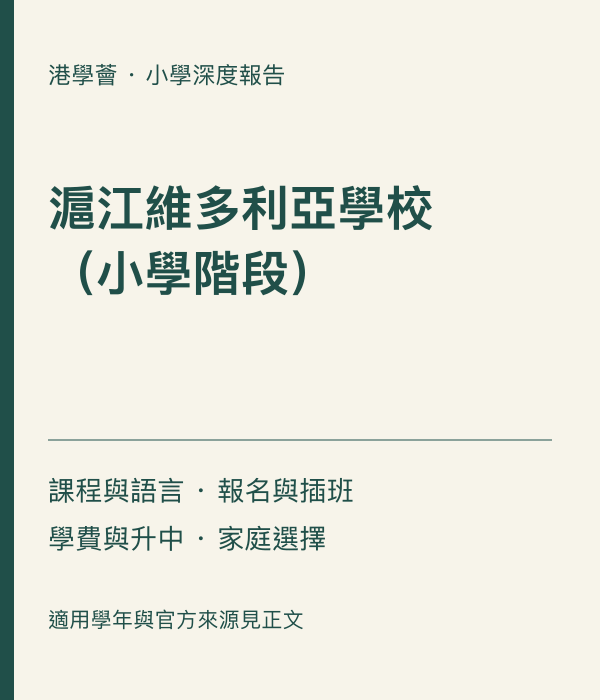 港學薈 · 小學深度報告
滬江維多利亞學校
（小學階段）
課程與語言 · 報名與插班
學費與升中 · 家庭選擇
適用學年與官方來源見正文